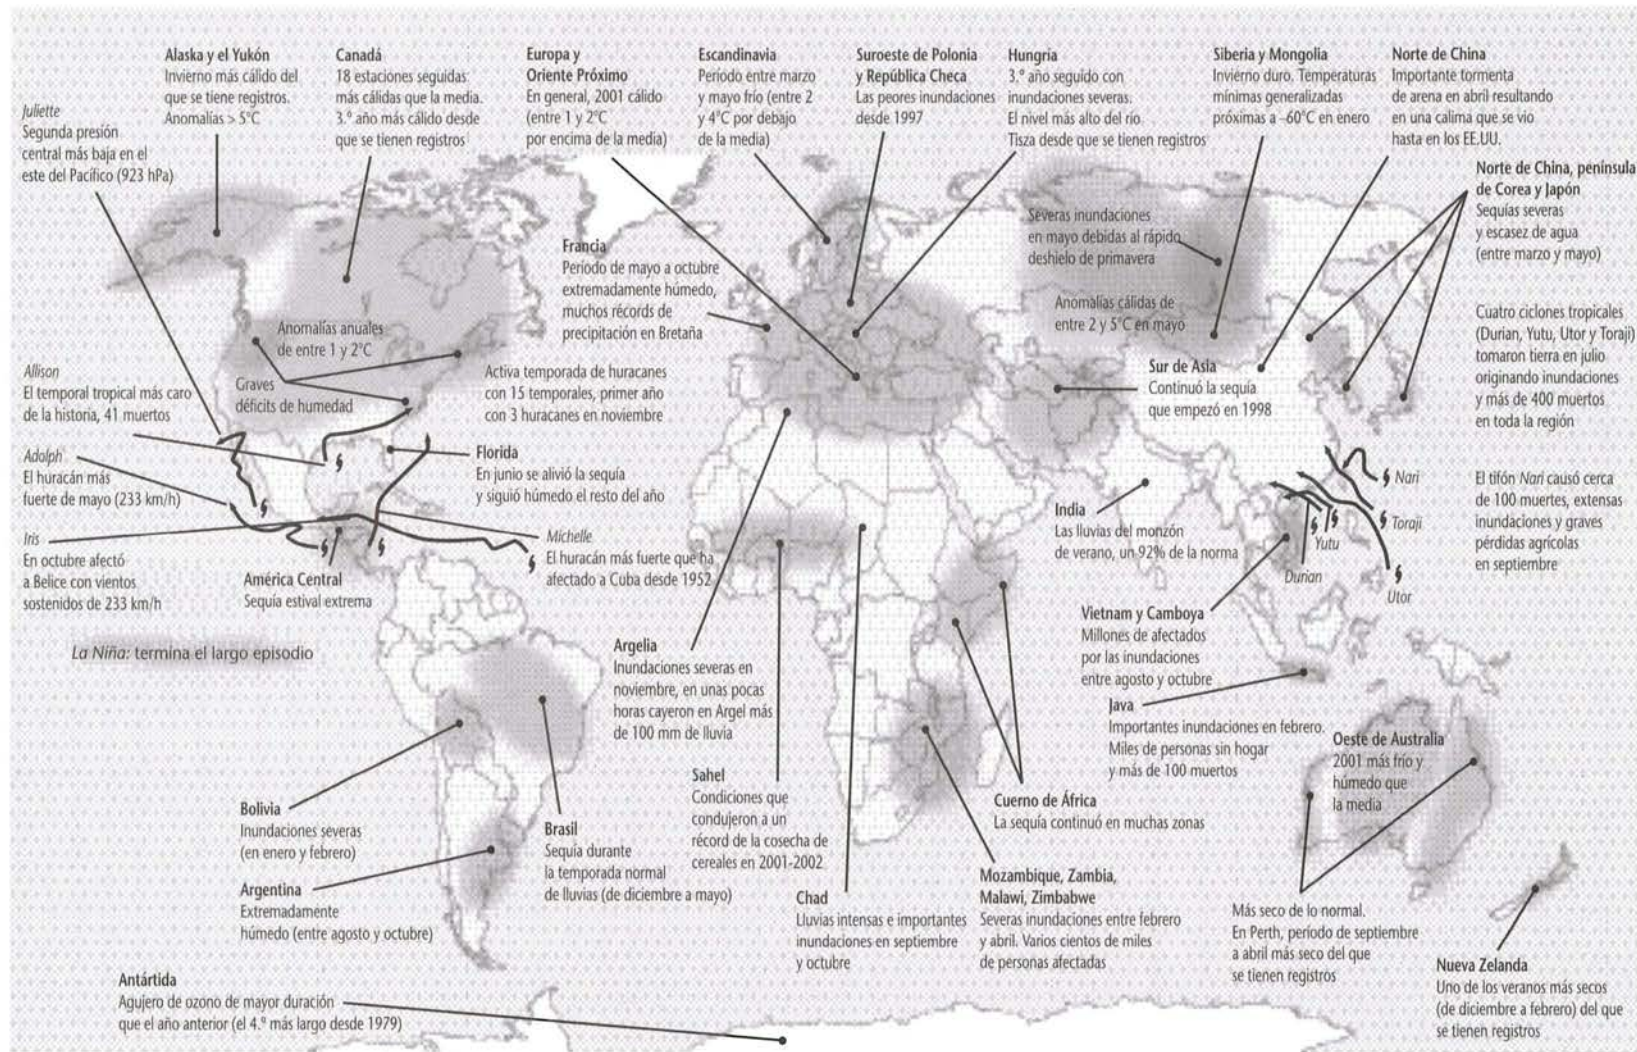 Alaska y el Yukón
Invierno más cálido del
que se tiene registros.
Anomalías > 5°C
Canadá
18 estaciones seguidas
más cálidas que la media.
3.º año más cálido desde
que se tienen registros
Europa y
Oriente Próximo
En general, 2001 cálido
(entre 1 y 2°C
por encima de la media)
Escandinavia
Período entre marzo
y mayo frío (entre 2
y 4°C por debajo
de la media)
Suroeste de Polonia
y República Checa
Las peores inundaciones
desde 1997
Hungría
3.º año seguido con
inundaciones severas.
El nivel más alto del río
Tisza desde que se tienen registros
Siberia y Mongolia
Invierno duro. Temperaturas
mínimas generalizadas
próximas a –60°C en enero
Norte de China
Importante tormenta
de arena en abril resultando
en una calima que se vio
hasta en los EE.UU.
Juliette
Segunda presión
central más baja en el
este del Pacífico (923 hPa)
Norte de China, península
de Corea y Japón
Sequías severas
y escasez de agua
(entre marzo y mayo)
Severas inundaciones
en mayo debidas al rápido
deshielo de primavera
Francia
Período de mayo a octubre
extremadamente húmedo,
muchos récords de
precipitación en Bretaña
Anomalías cálidas de
entre 2 y 5°C en mayo
Cuatro ciclones tropicales
(Durian, Yutu, Utor y Toraji)
tomaron tierra en julio
originando inundaciones
y más de 400 muertos
en toda la región
Anomalías anuales
de entre 1 y 2°C
Graves
déficits de humedad
Activa temporada de huracanes
con 15 temporales, primer año
con 3 huracanes en noviembre
Sur de Asia
Continuó la sequía
que empezó en 1998
Allison
El temporal tropical más caro
de la historia, 41 muertos
Adolph
El huracán más
fuerte de mayo (233 km/h)
Florida
En junio se alivió la sequía
y siguió húmedo el resto del año
Nari
Toraji
Yutu
Durian
Utor
El tifón Nari causó cerca
de 100 muertes, extensas
inundaciones y graves
pérdidas agrícolas
en septiembre
India
Las lluvias del monzón
de verano, un 92% de la norma
Iris
En octubre afectó
a Belice con vientos
sostenidos de 233 km/h
América Central
Sequía estival extrema
Michelle
El huracán más fuerte que ha
afectado a Cuba desde 1952
Vietnam y Camboya
Millones de afectados
por las inundaciones
entre agosto y octubre
La Niña: termina el largo episodio
Argelia
Inundaciones severas en
noviembre, en unas pocas
horas cayeron en Argel más
de 100 mm de lluvia
Java
Importantes inundaciones en febrero.
Miles de personas sin hogar
y más de 100 muertos
Oeste de Australia
2001 más frío y
húmedo que
la media
Sahel
Condiciones que
condujeron a un
récord de la cosecha de
cereales en 2001-2002
Cuerno de África
La sequía continuó en muchas zonas
Bolivia
Inundaciones severas
(en enero y febrero)
Brasil
Sequía durante
la temporada normal
de lluvias (de diciembre a mayo)
Argentina
Extremadamente
húmedo (entre agosto y octubre)
Chad
Lluvias intensas e importantes
inundaciones en septiembre
y octubre
Mozambique, Zambia,
Malawi, Zimbabwe
Severas inundaciones entre febrero
y abril. Varios cientos de miles
de personas afectadas
Más seco de lo normal.
En Perth, período de septiembre
a abril más seco del que
se tienen registros
Nueva Zelanda
Uno de los veranos más secos
(de diciembre a febrero) del que
se tienen registros
Antártida
Agujero de ozono de mayor duración
que el año anterior (el 4.º más largo desde 1979)